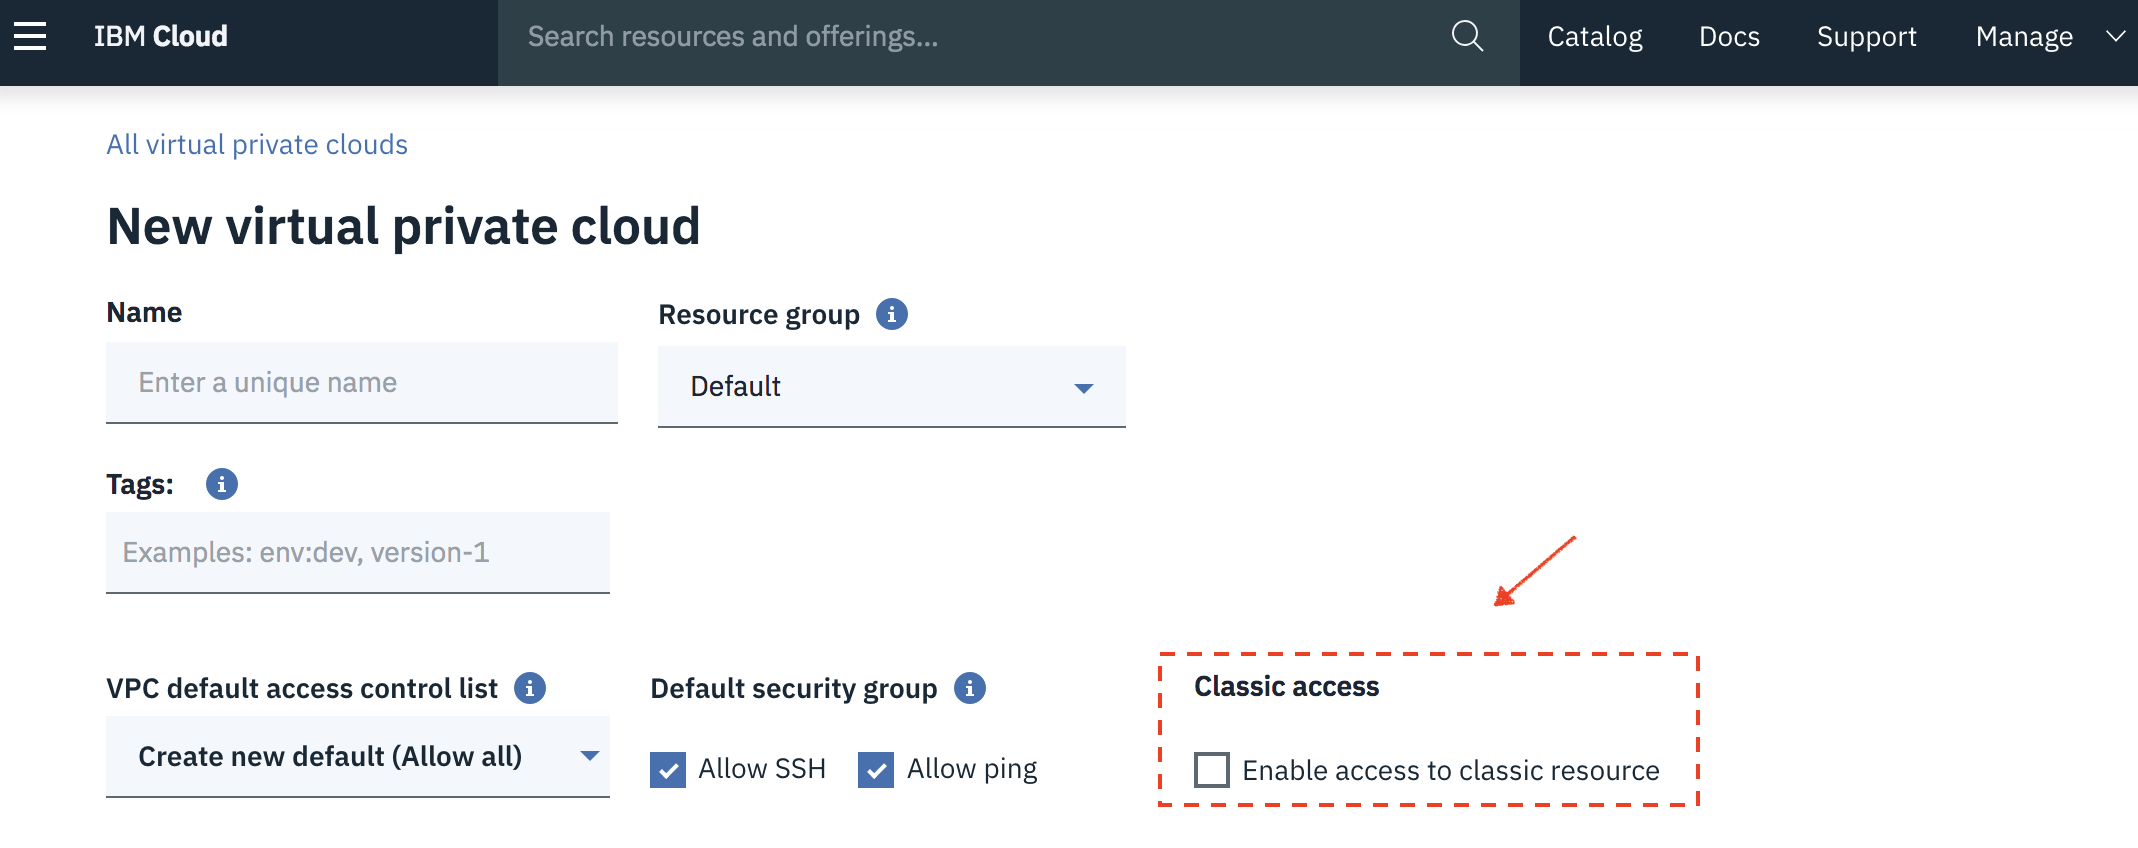 IBM Cloud
Search resources and offerings...
Catalog
Docs
Support
Manage
All virtual private clouds
New virtual private cloud
Name
Resource group
Enter a unique name
Default
Tags:
Examples: env:dev, version-1
VPC default access control list
Default security group
Classic access
Create new default (Allow all)
Allow SSH
Allow ping
Enable access to classic resource